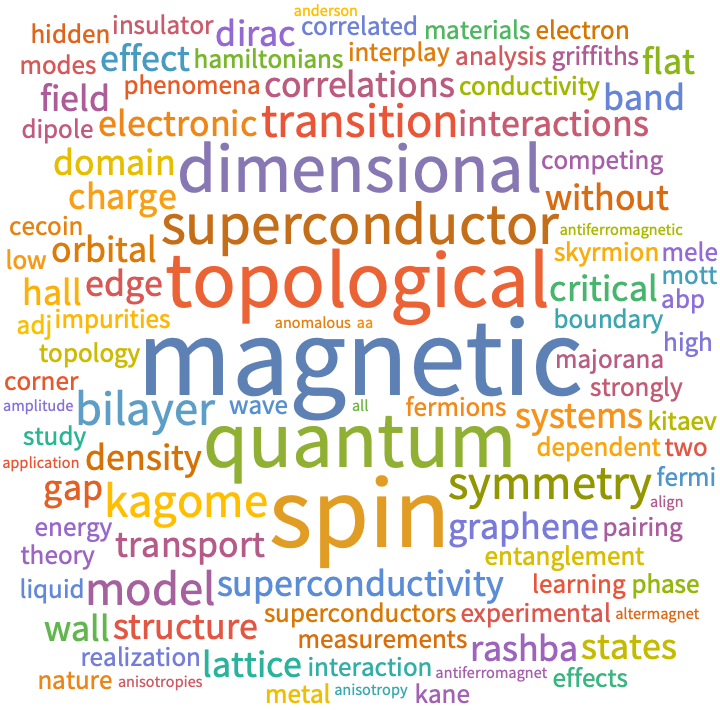 anderson
hidden insulator dirac correlated materials electron
modes effect hamiltonians interplay analysis griffiths flat
field phenomena correlations conductivity band
dipole electronic transition interactions
domain dimensional competing
charge without
cecoin superconductor antiferromagnetic
low orbital skyrmion mele
hall edge topological critical mott
abp
adj impurities anomalous aa boundary
topology magnetic majorana high
corner strongly
amplitude bilayer wave all fermions systems kitaev
study quantum dependent two
application density
gap kagome spin symmetry fermi
align
energy graphene pairing
theory transport entanglement
liquid model superconductivity learning phase
superconductors experimental altermagnet
wall structure measurements rashba states
realization lattice interaction antiferromagnet effects
nature anisotropies metal anisotropy kane